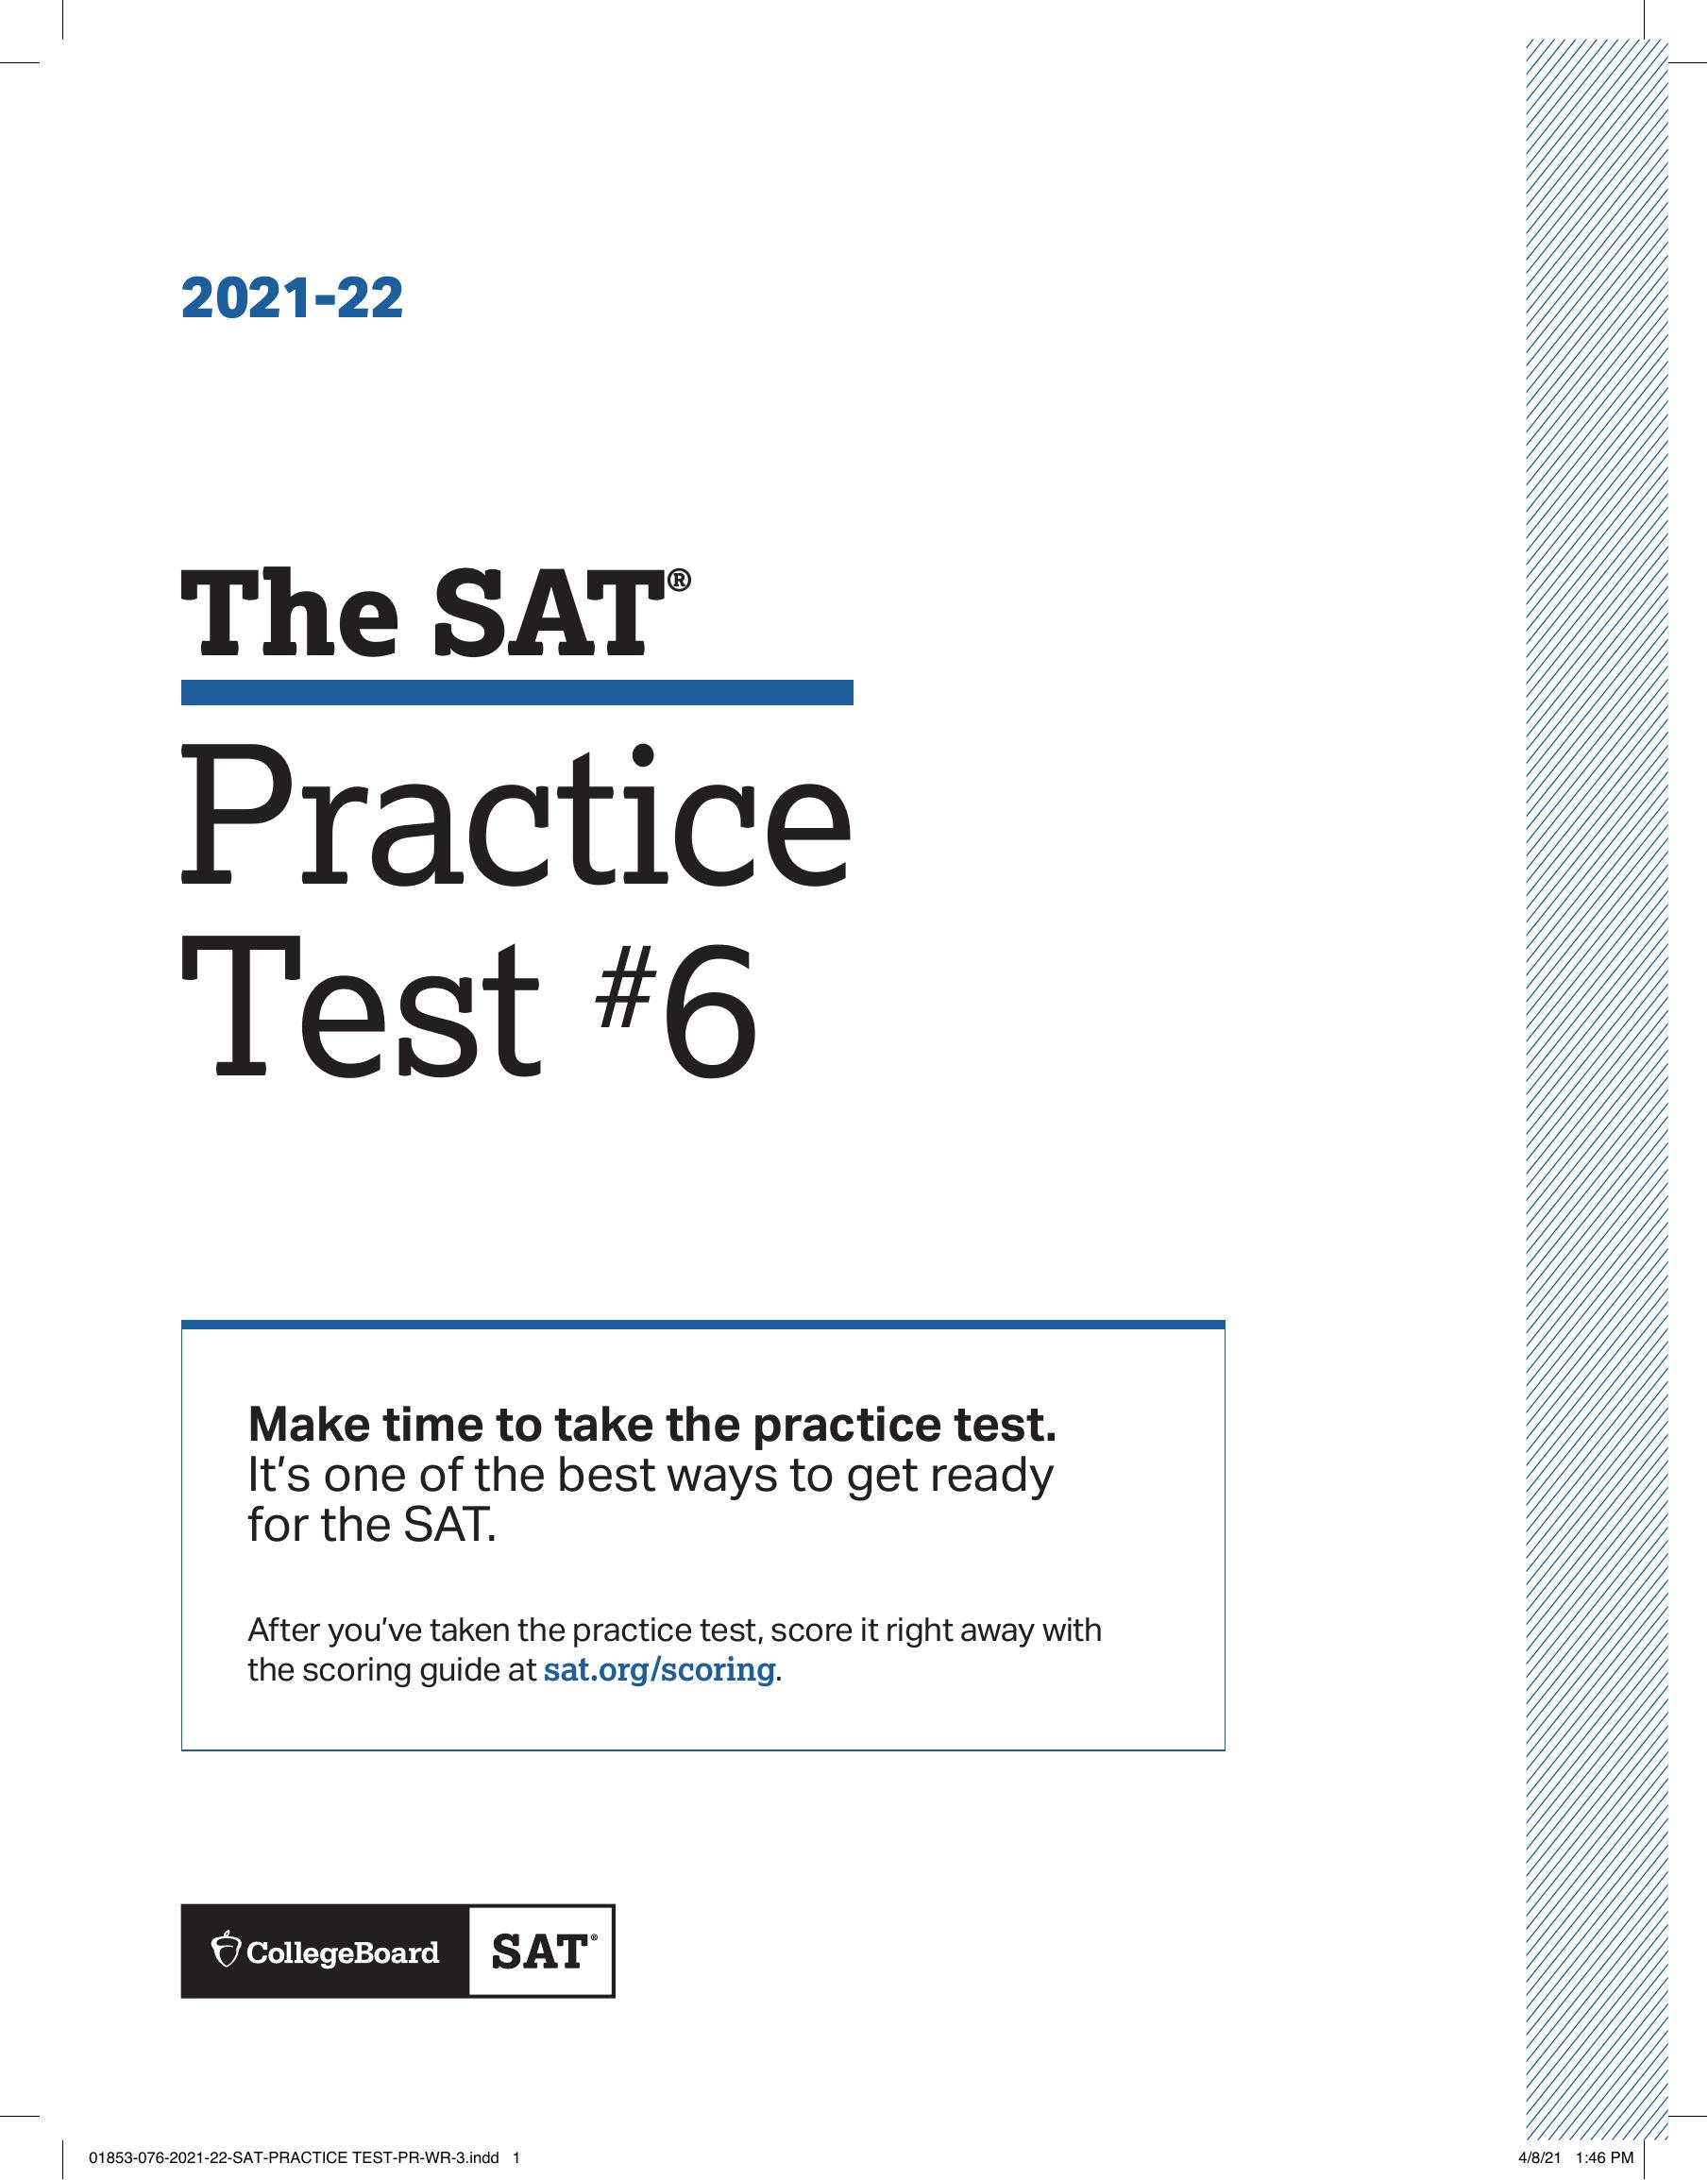 2021-22
The SAT®
Practice
Test #6
Make time to take the practice test.
It’s one of the best ways to get ready
for the SAT.
After you’ve taken the practice test, score it right away with
the scoring guide at sat.org/scoring.
CollegeBoard SAT®
01853-076-2021-22-SAT-PRACTICE TEST-PR-WR-3.indd 1 4/8/21 1:46 PM